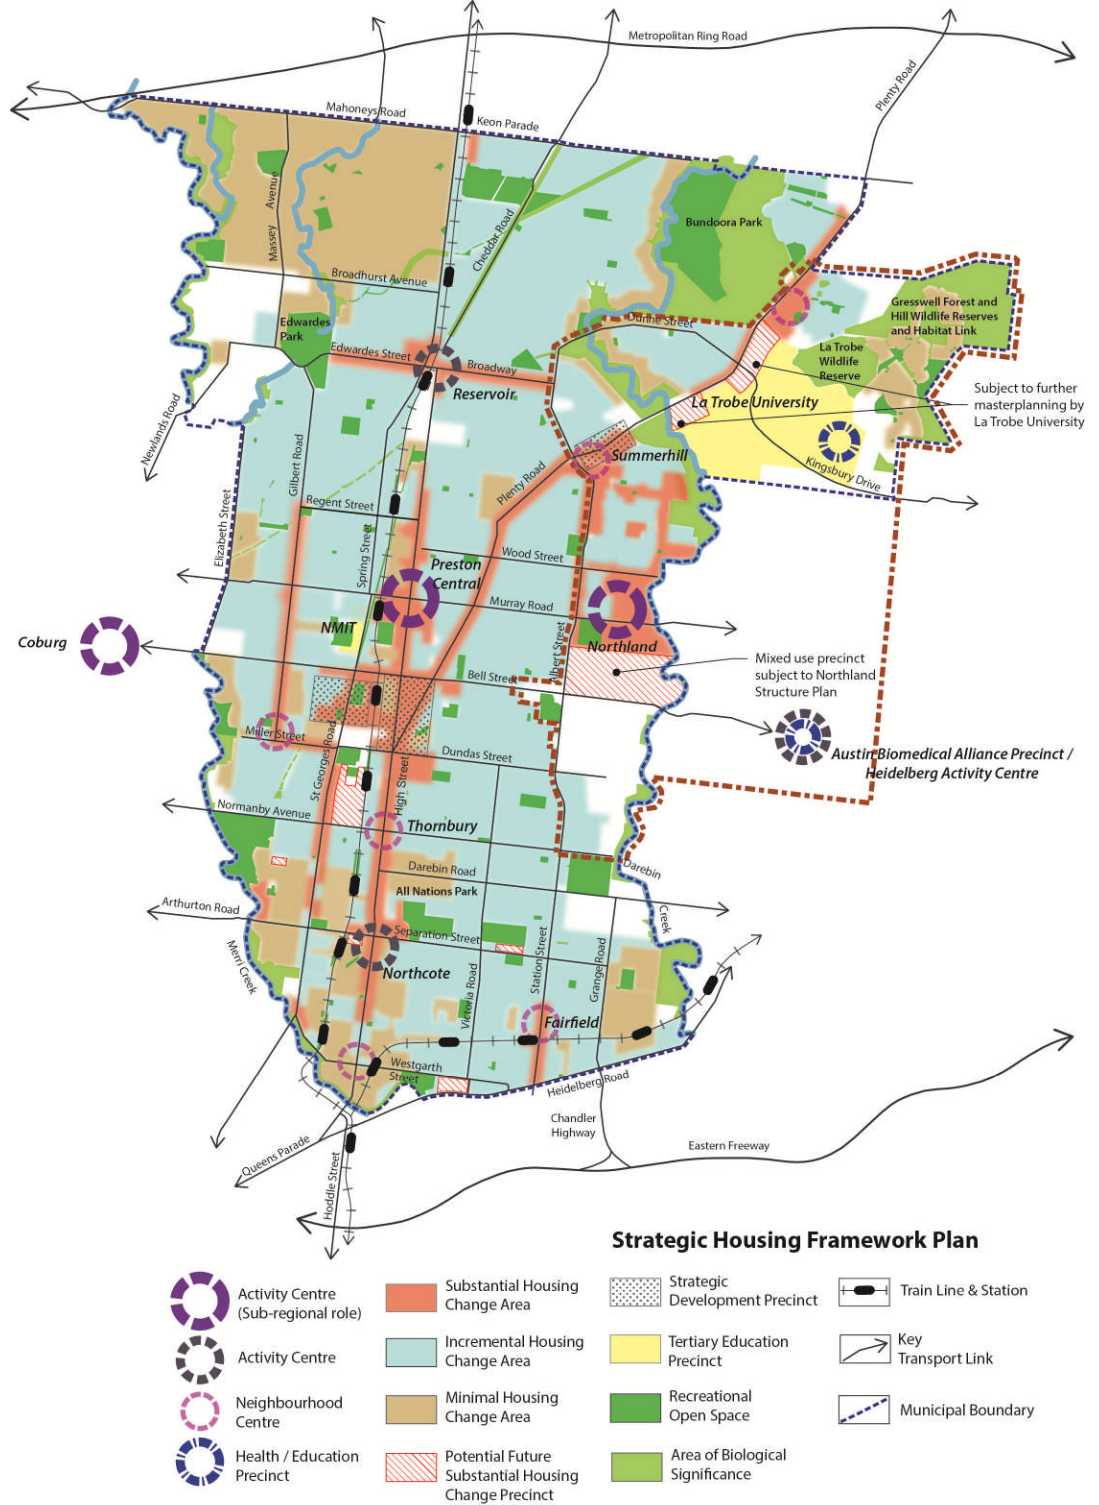 Metropolitan Ring Road
Plenty Road
Mahoneys Road
Keon Parade
Massey Avenue
Cheddar Road
Bundoora Park
Broadhurst Avenue
Gresswell Forest and
Hill Wildlife Reserves
and Habitat Link
Edwardes
Park
Dunne Street
La Trobe
Wildlife
Reserve
Edwardes Street
Broadway
Reservoir
La Trobe University
Subject to further
masterplanning by
La Trobe University
Newlands Road
Gilbert Road
Summerhill
Plenty Road
Kingsbury Drive
Elizabeth Street
Regent Street
Spring Street
Wood Street
Preston
Central
Murray Road
NMIT
Coburg
Northland
Albert Street
Bell Street
Mixed use precinct
subject to Northland
Structure Plan
Miller Street
St Georges Road
Dundas Street
Austin Biomedical Alliance Precinct /
Heidelberg Activity Centre
High Street
Normanby Avenue
Thornbury
Darebin Road
Darebin
Creek
All Nations Park
Arthurton Road
Separation Street
Merri Creek
Northcote
Victoria Road
Station Street
Grange Road
Fairfield
Westgarth
Street
Heidelberg Road
Chandler
Highway
Queens Parade
Hoddle Street
Eastern Freeway
Strategic Housing Framework Plan
Activity Centre
(Sub-regional role)
Activity Centre
Neighbourhood
Centre
Health / Education
Precinct
Substantial Housing
Change Area
Incremental Housing
Change Area
Minimal Housing
Change Area
Potential Future
Substantial Housing
Change Precinct
Strategic
Development Precinct
Tertiary Education
Precinct
Recreational
Open Space
Area of Biological
Significance
Train Line & Station
Key
Transport Link
Municipal Boundary